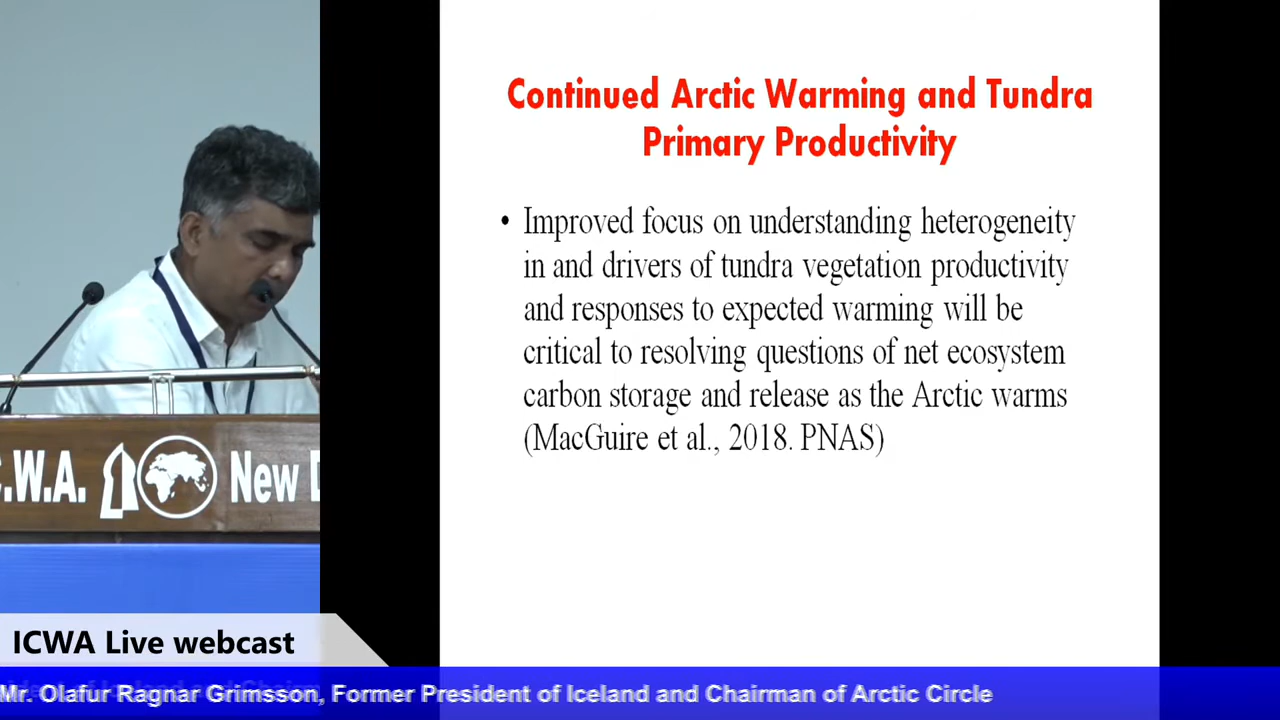 Continued Arctic Warming and Tundra
Primary Productivity
• Improved focus on understanding heterogeneity
in and drivers of tundra vegetation productivity
and responses to expected warming will be
critical to resolving questions of net ecosystem
carbon storage and release as the Arctic warms
(MacGuire et al., 2018. PNAS)
.W.A. New
ICWA Live webcast
Mr. Olafur Ragnar Grimsson, Former President of Iceland and Chairman of Arctic Circle